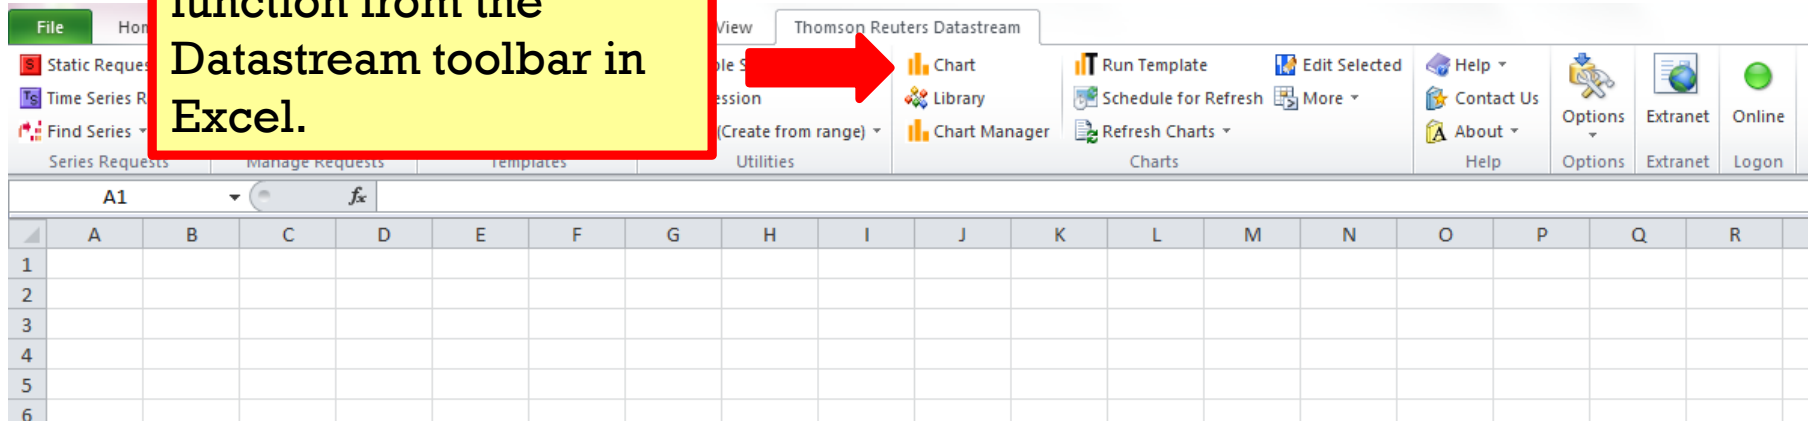 function from the
Datastream toolbar in
Excel.
File
View Thomson Reuters Datastream
Static
Chart Run Template Edit Selected Help
Time Series
Library Schedule for Refresh More Contact Us
Find Series
(Create from range) Chart Manager Refresh Charts About
Options Extranet Online
Series Requests Manage Requests Templates Utilities Charts Help Options Extranet Logon
A1 fx
A B C D E F G H I J K L M N O P Q R
1
2
3
4
5
6